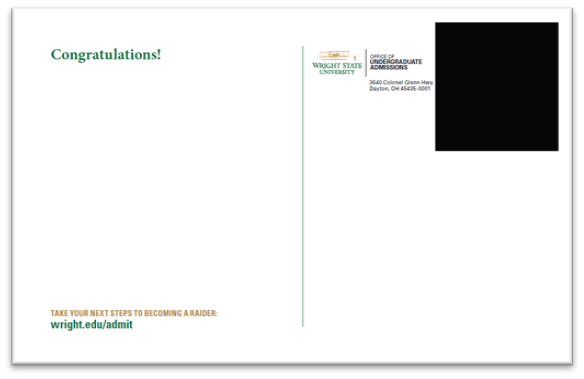 Congratulations!
WRIGHT STATE
UNIVERSITY
OFFICE OF
UNDERGRADUATE
ADMISSIONS
3640 Colonel Glenn Hwy.
Dayton, OH 45435-0001
TAKE YOUR NEXT STEPS TO BECOMING A RAIDER:
wright.edu/admit